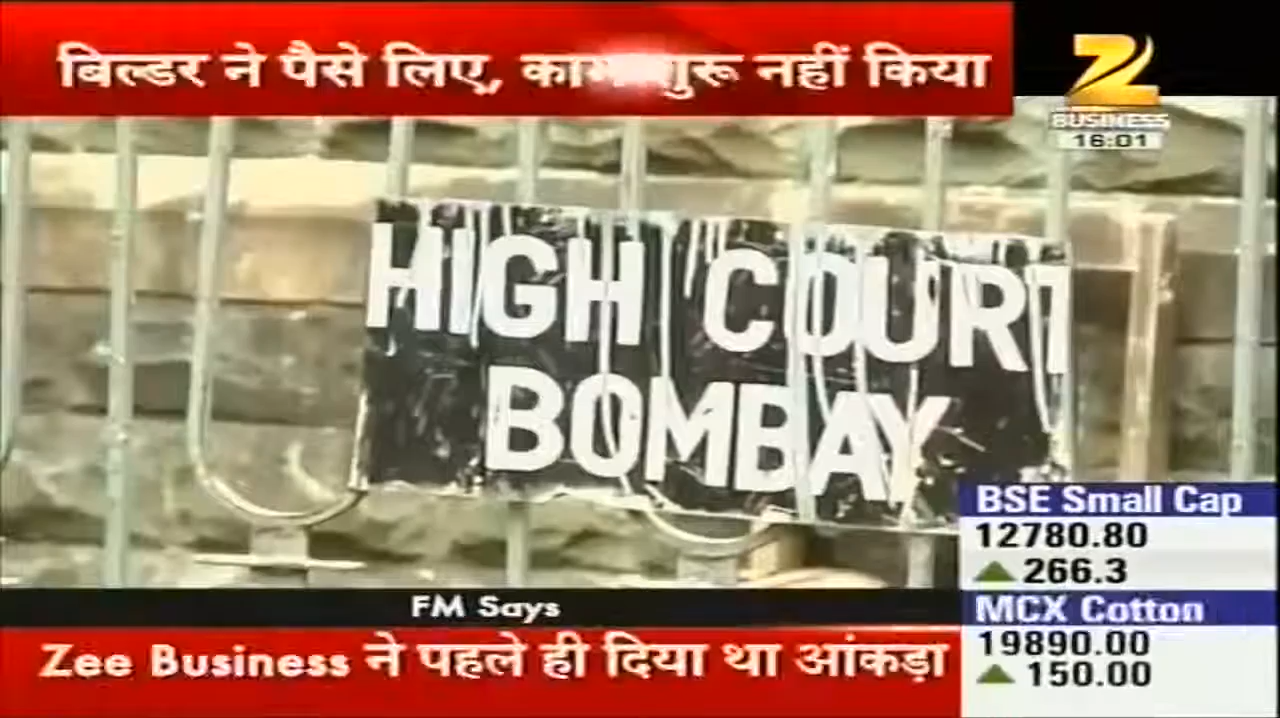 बिल्डर ने पैसे लिए, काम शुरू नहीं किया
BUSINESS
16:01
HIGH COURT
BOMBAY
BSE Small Cap
12780.80
266.3
MCX Cotton
19890.00
150.00
FM Says
Zee Business ने पहले ही दिया था आंकड़ा